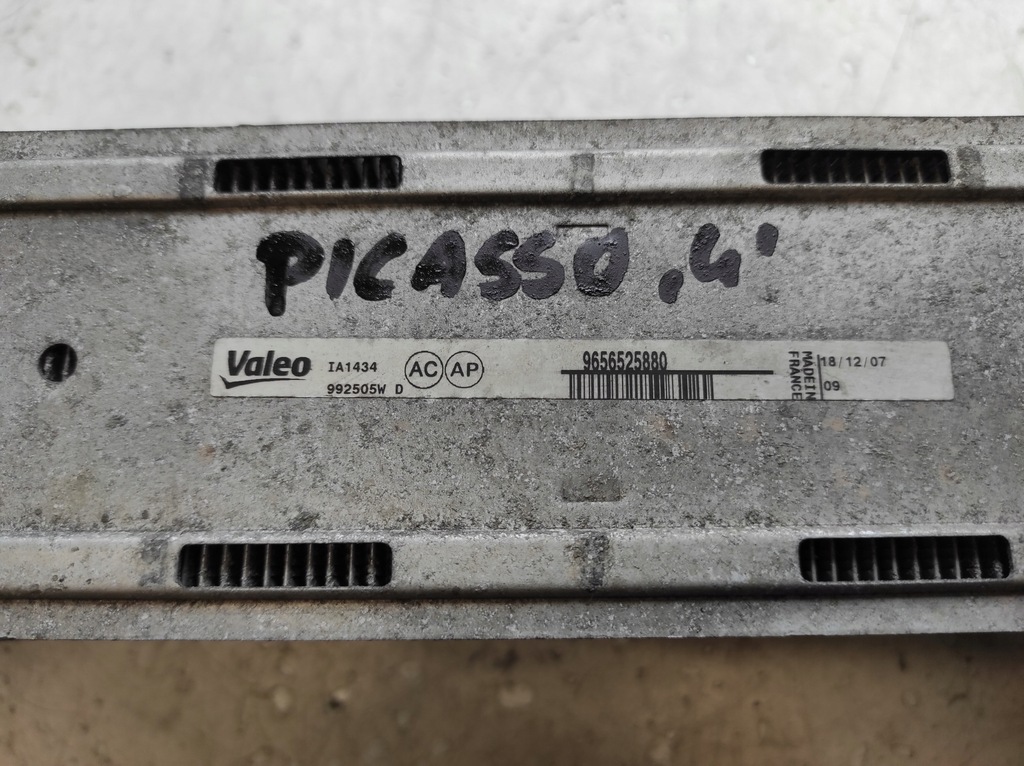 PICASSO ,4'
Valeo IA1434 AC AP 9656525880 MADE IN FRANCE 18/12/07
992505W D 09